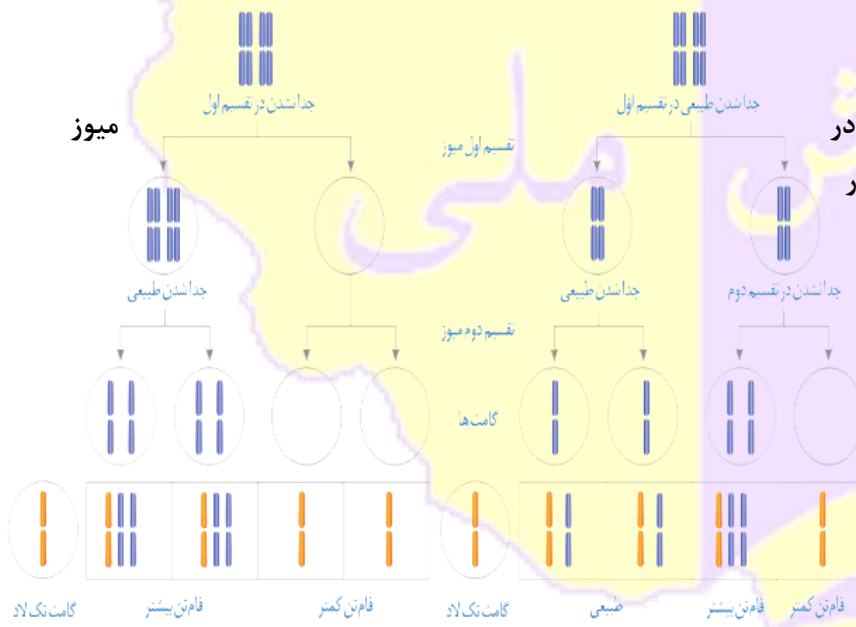 جدا شدن طبیعی در تقسیم اوّل
جدا نشدن در تقسیم اول
در
میوز
تقسیم اول میوز
ر
ش ملی
جدا نشدن در تقسیم دوم
جدا شدن طبیعی
جدا شدن طبیعی
تقسیم دوم میوز
گامت ها
فام‌تن کمتر
فام‌تن بیشتر
طبیعی
گامت تک لاد
فام‌تن کمتر
فام‌تن بیشتر
گامت تک لاد